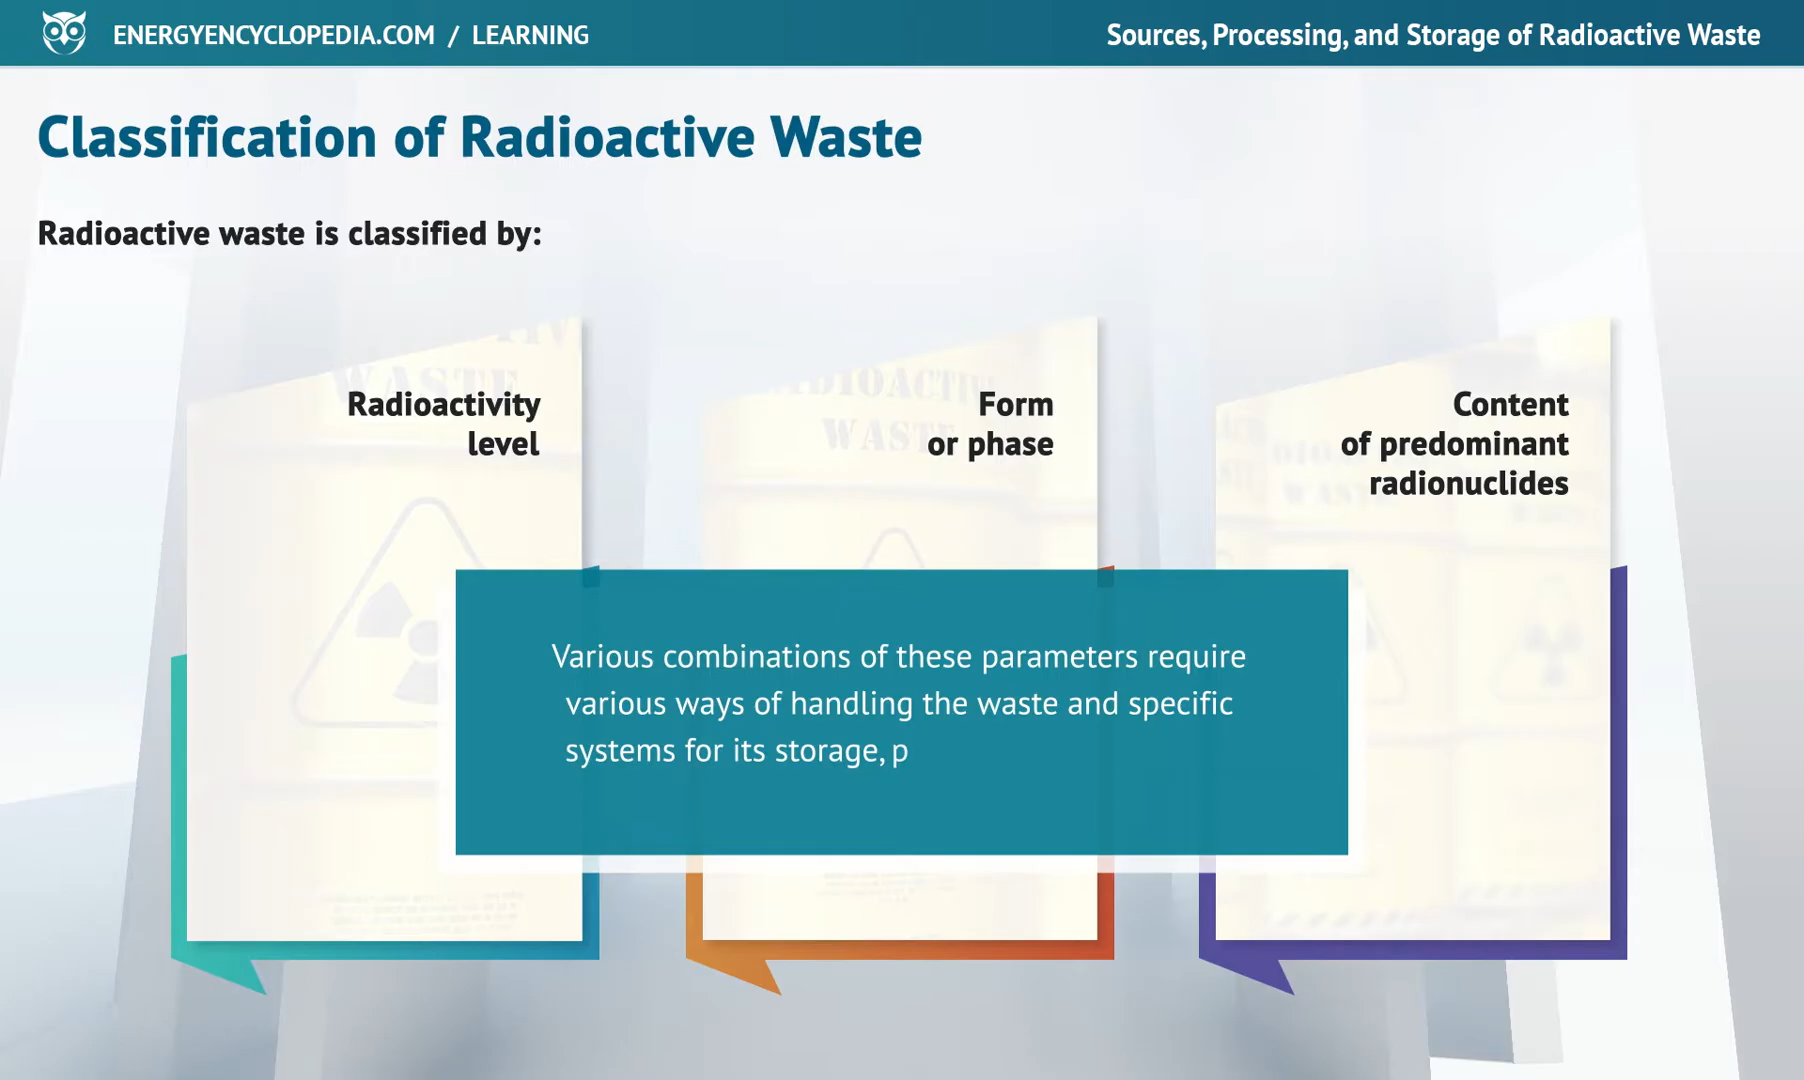 ENERGYENCYCLOPEDIA.COM / LEARNING
Sources, Processing, and Storage of Radioactive Waste
Classification of Radioactive Waste
Radioactive waste is classified by:
WASTE
Radioactivity
level
WASTE
Form
or phase
Content
of predominant
radionuclides
Various combinations of these parameters require
various ways of handling the waste and specific
systems for its storage, p